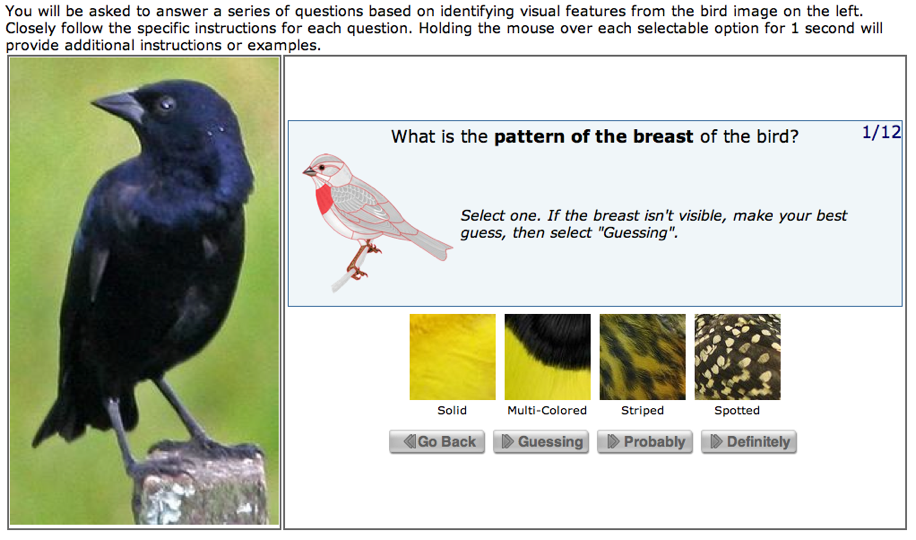 You will be asked to answer a series of questions based on identifying visual features from the bird image on the left.
Closely follow the specific instructions for each question. Holding the mouse over each selectable option for 1 second will
provide additional instructions or examples.
What is the pattern of the breast of the bird?
1/12
Select one. If the breast isn't visible, make your best
guess, then select "Guessing".
Solid
Multi-Colored
Striped
Spotted
Go Back
Guessing
Probably
Definitely